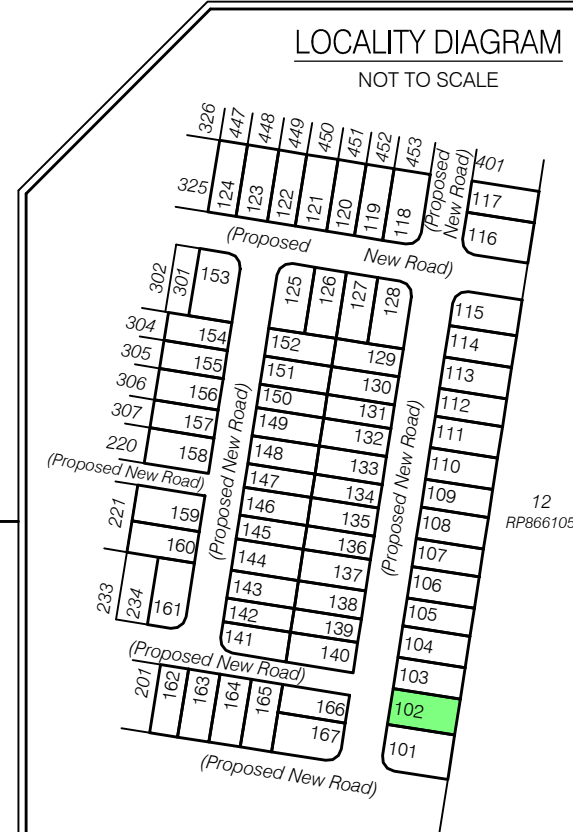 LOCALITY DIAGRAM
NOT TO SCALE
326 447 448 449 450 451 452 453
401
325 124 123 122 121 120 119 118
(Proposed
New Road)
117
116
(Proposed New Road)
302 301 153
125 126 127 128
115
304 154
152 129
114
305 155
151 130
113
306 156
150 131
112
307 157
149 132
111
220 158
148 133
110
(Proposed New Road)
(Proposed New Road)
(Proposed New Road)
147 134
109
12
RP866105
221 159
146 135
108
160
145 136
107
144 137
106
233 234 161
143 138
105
142 139
104
141 140
103
(Proposed New Road)
201 162 163 164 165 166
102
167
101
(Proposed New Road)